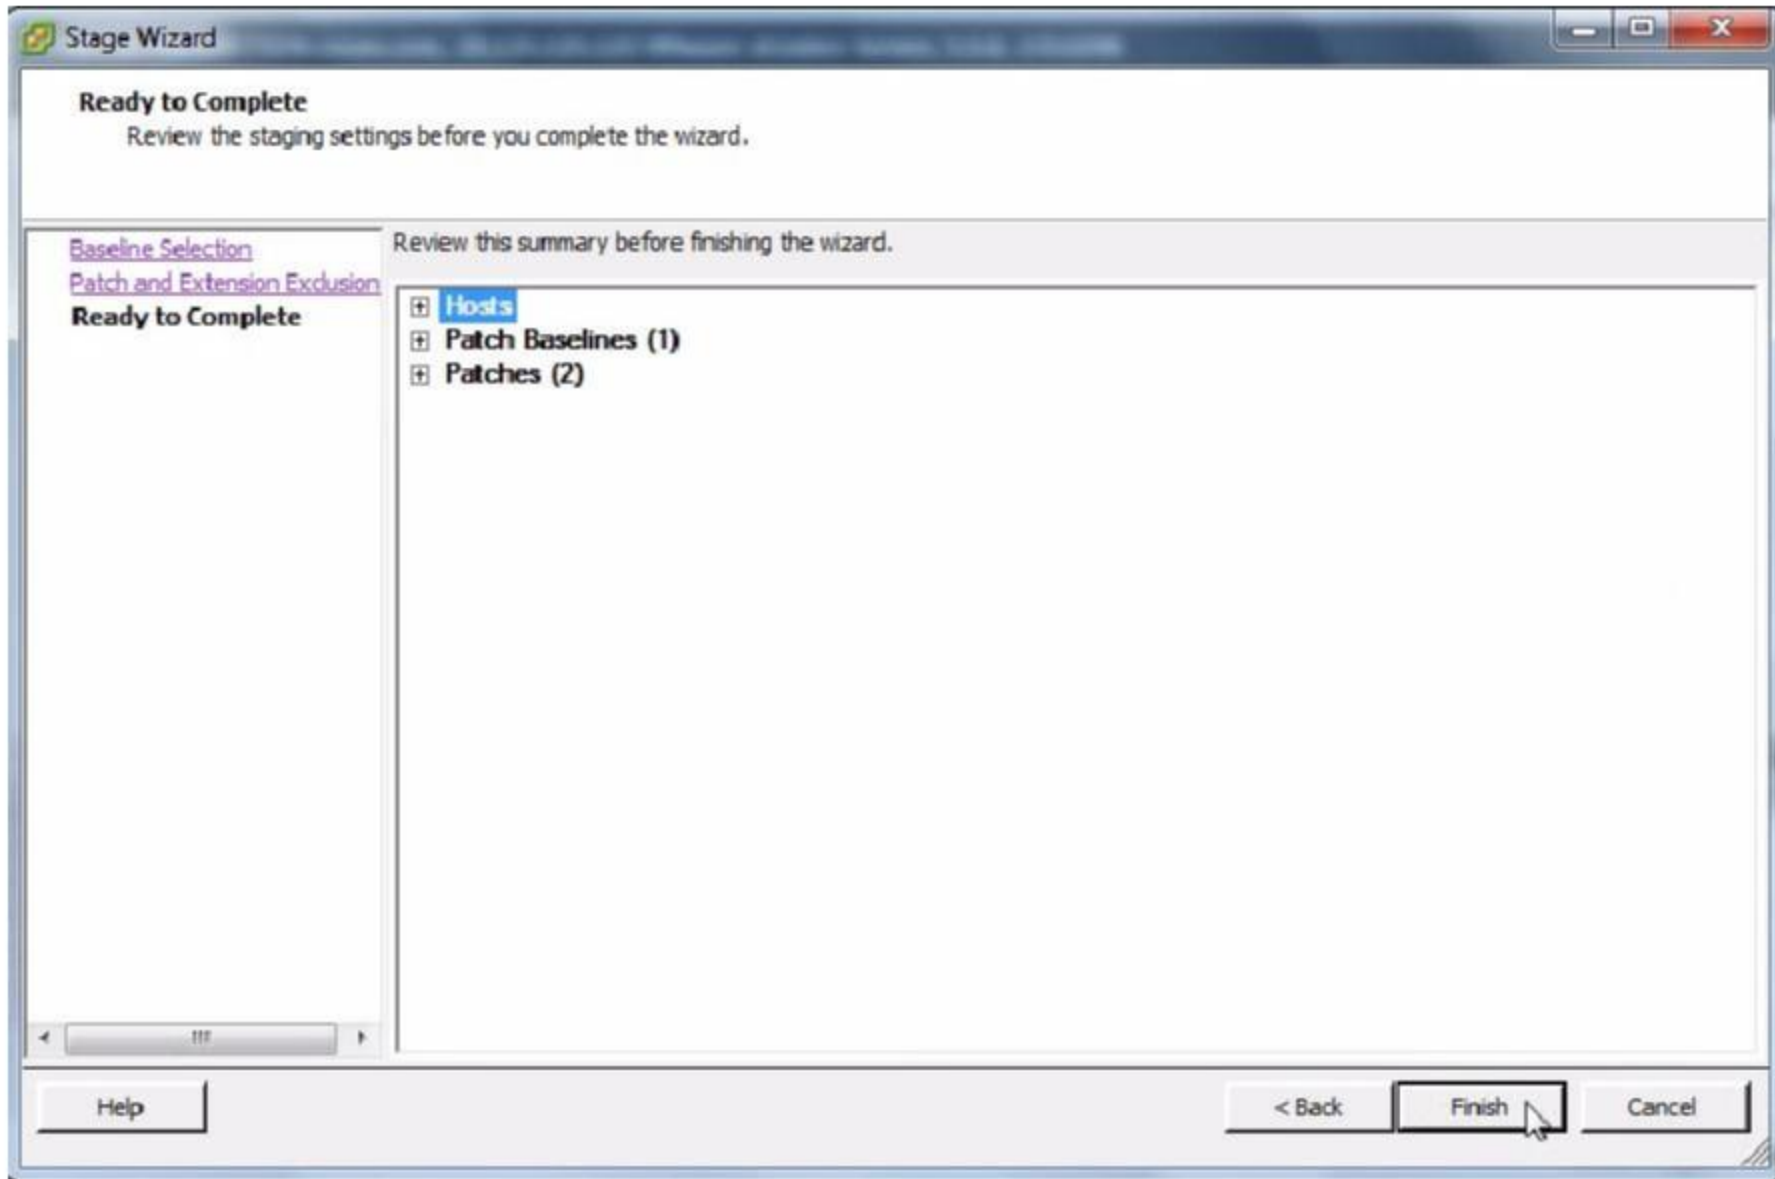 Stage Wizard
Ready to Complete
Review the staging settings before you complete the wizard.
Baseline Selection
Patch and Extension Exclusion
Ready to Complete
Review this summary before finishing the wizard.
Hosts
Patch Baselines (1)
Patches (2)
Help
< Back
Finish
Cancel